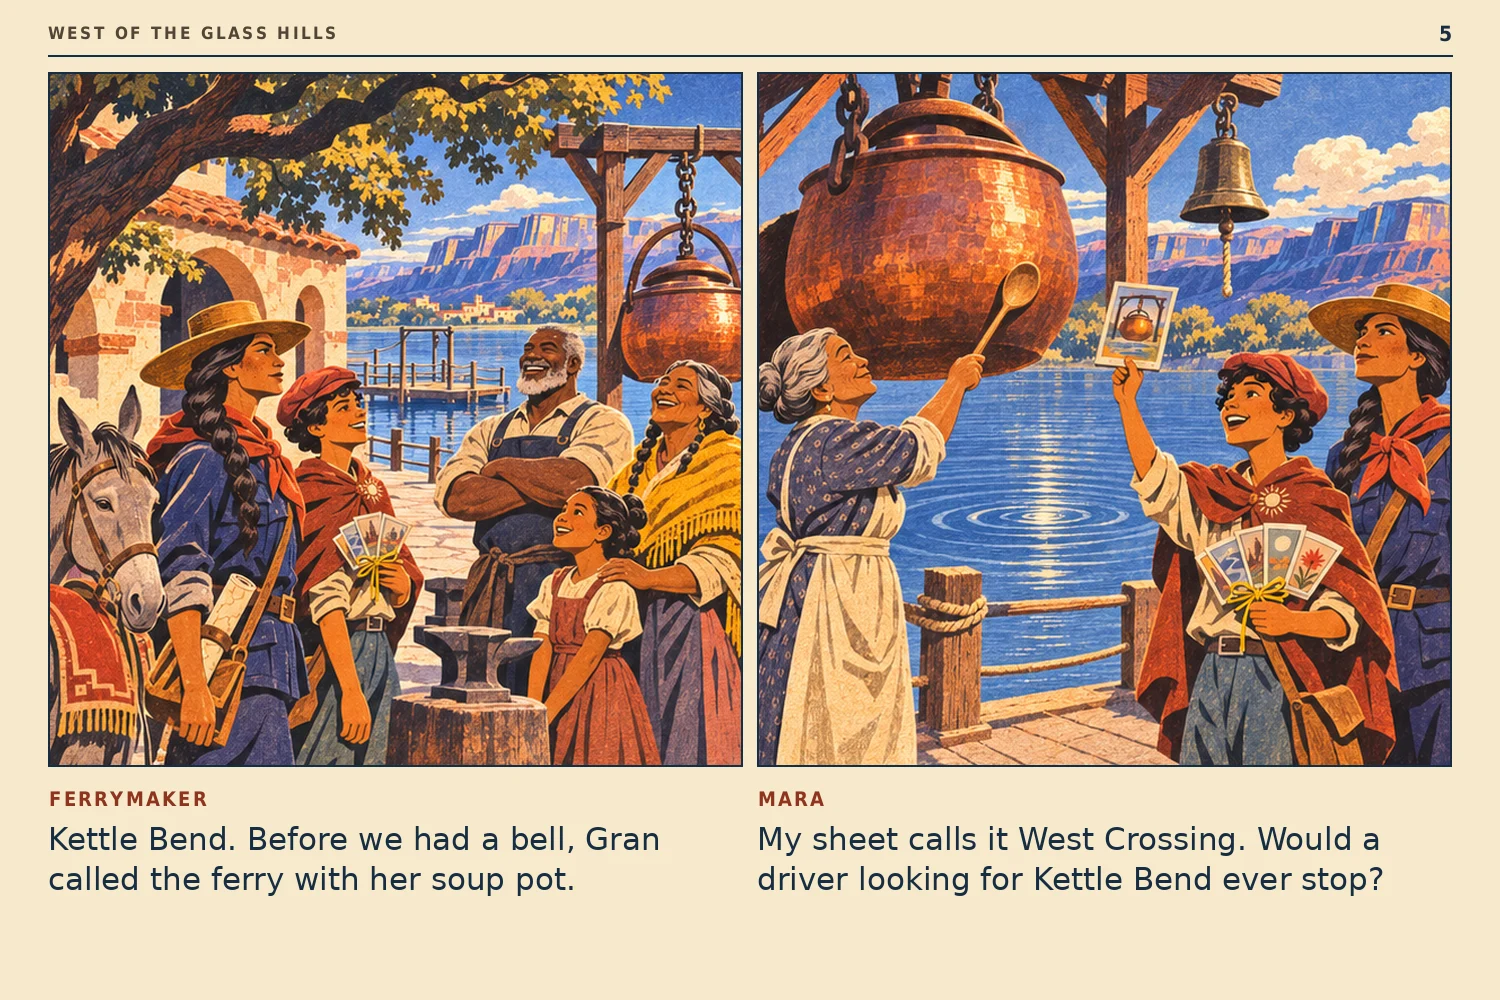 WEST OF THE GLASS HILLS
5
FERRYMAKER
Kettle Bend. Before we had a bell, Gran
called the ferry with her soup pot.
MARA
My sheet calls it West Crossing. Would a
driver looking for Kettle Bend ever stop?